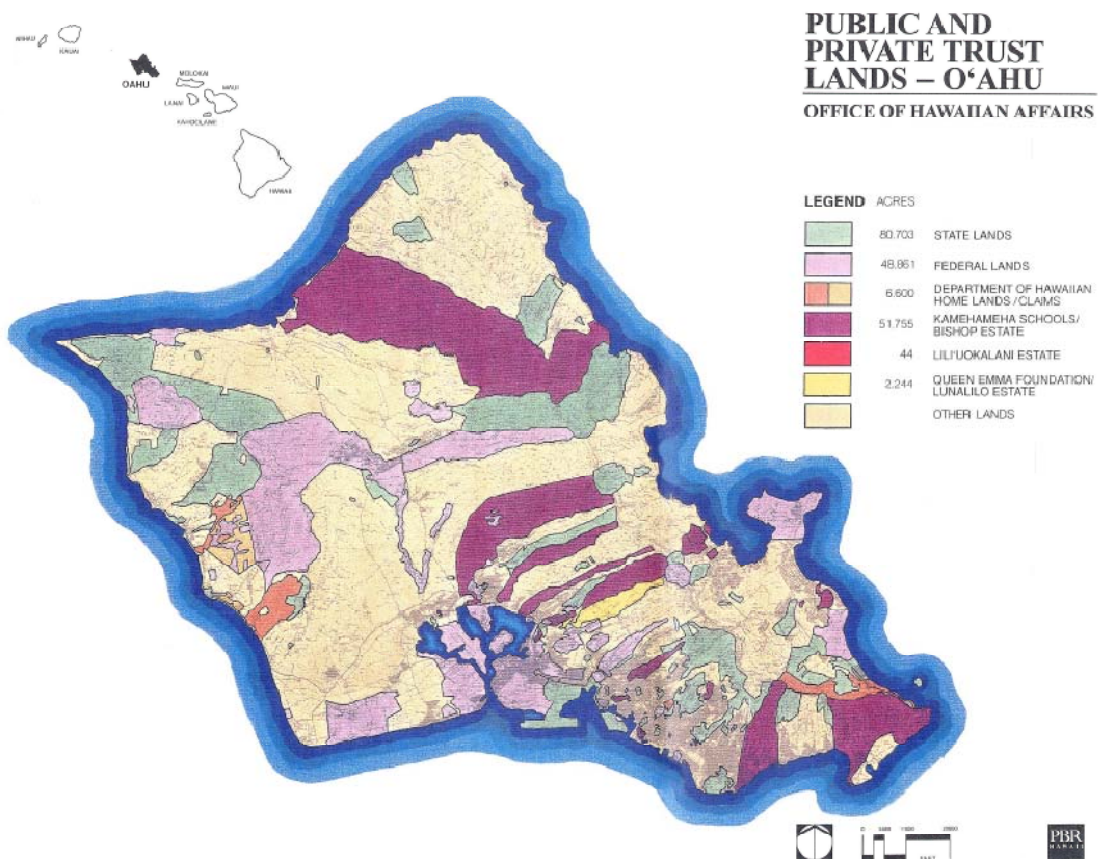 PUBLIC AND
PRIVATE TRUST
LANDS – OʻAHU
OFFICE OF HAWAIIAN AFFAIRS
OAHU
MOLOKAI
MAUI
LANAI
KAHOOLAWE
HAWAII
LEGEND ACRES
80,703 STATE LANDS
48,861 FEDERAL LANDS
6,600 DEPARTMENT OF HAWAIIAN
HOME LANDS / CLAIMS
51,755 KAMEHAMEHA SCHOOLS/
BISHOP ESTATE
44 LILI'UOKALANI ESTATE
2,244 QUEEN EMMA FOUNDATION/
LUNALILO ESTATE
OTHER LANDS
PBR
HAWAII